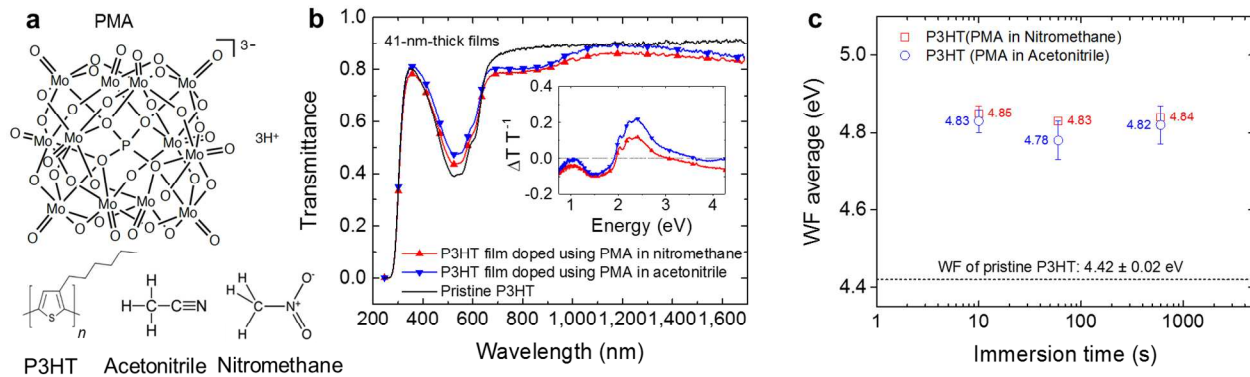 a
PMA
3−
3H⁺
O
Mo
P
S
n
P3HT
H
C
N
Acetonitrile
H
C
N⁺
O⁻
O
Nitromethane
b
Transmittance
1.0
0.8
0.6
0.4
0.2
0.0
41-nm-thick films
ΔT T⁻¹
0.4
0.2
0.0
-0.2
1 2 3 4
Energy (eV)
P3HT film doped using PMA in nitromethane
P3HT film doped using PMA in acetonitrile
Pristine P3HT
200 400 600 800 1,000 1,200 1,400 1,600
Wavelength (nm)
c
WF average (eV)
5.0
4.8
4.6
4.4
P3HT(PMA in Nitromethane)
P3HT (PMA in Acetonitrile)
4.85
4.83
4.83
4.78
4.84
4.82
WF of pristine P3HT: 4.42 ± 0.02 eV
1 10 100 1000
Immersion time (s)